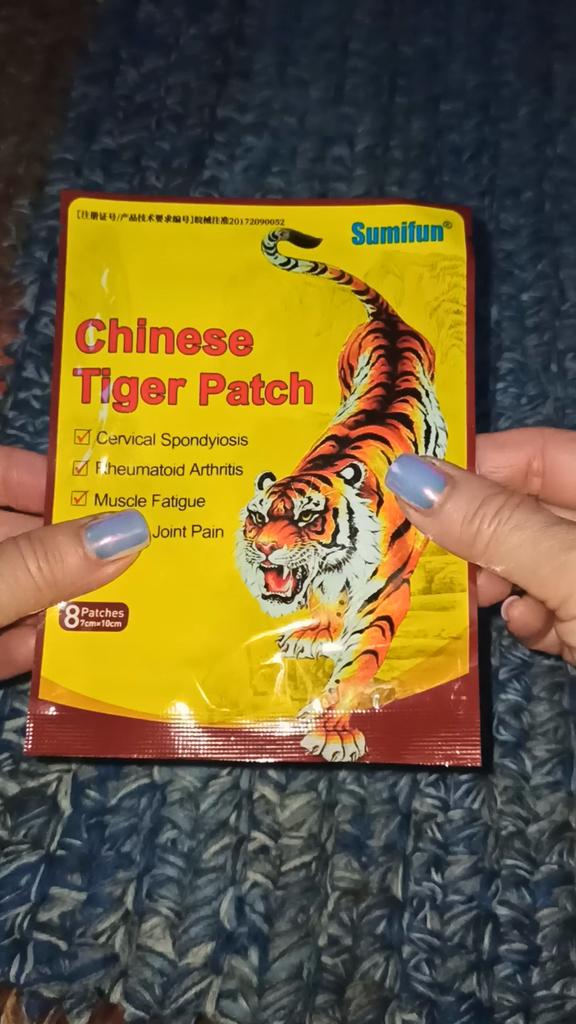 [注册证号/产品技术要求编号]皖械注准20172090052
Sumifun®
Chinese
Tiger Patch
Cervical Spondyiosis
Rheumatoid Arthritis
Muscle Fatigue
Joint Pain
8 Patches
7cm×10cm